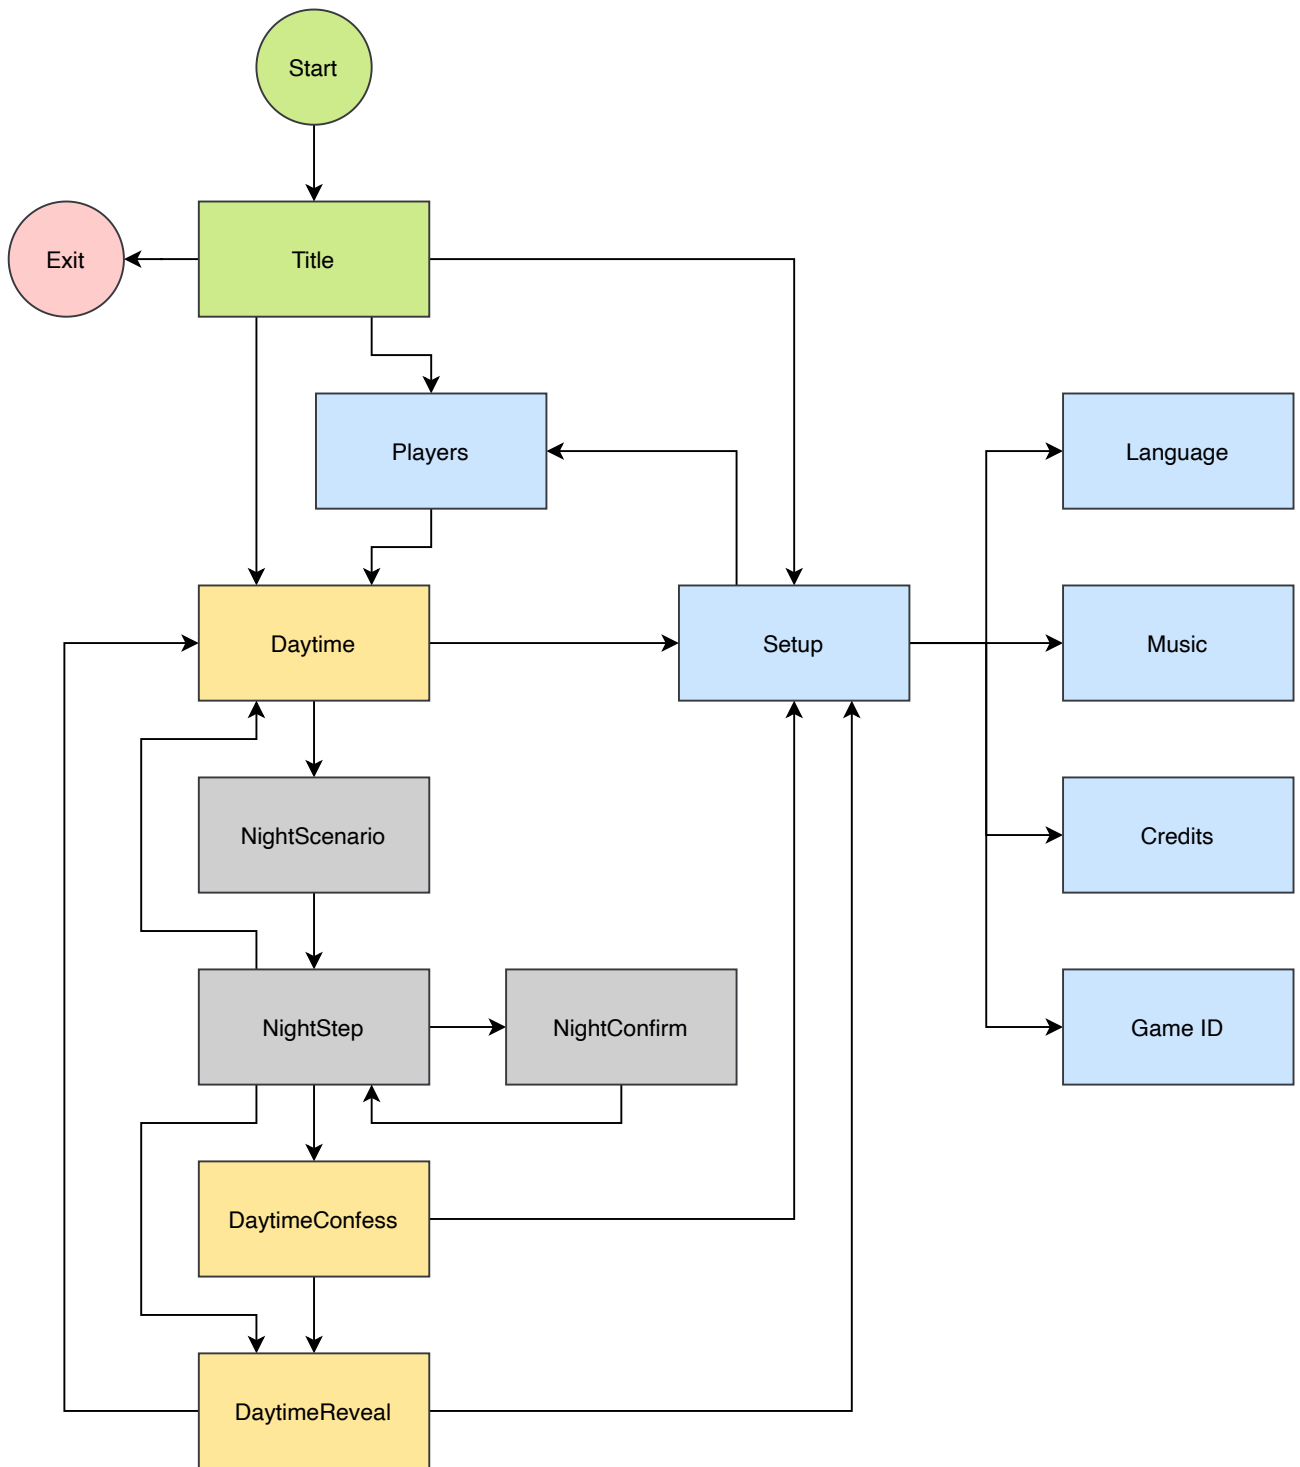 Start
Exit
Title
Players
Language
Daytime
Setup
Music
NightScenario
Credits
NightStep
NightConfirm
Game ID
DaytimeConfess
DaytimeReveal